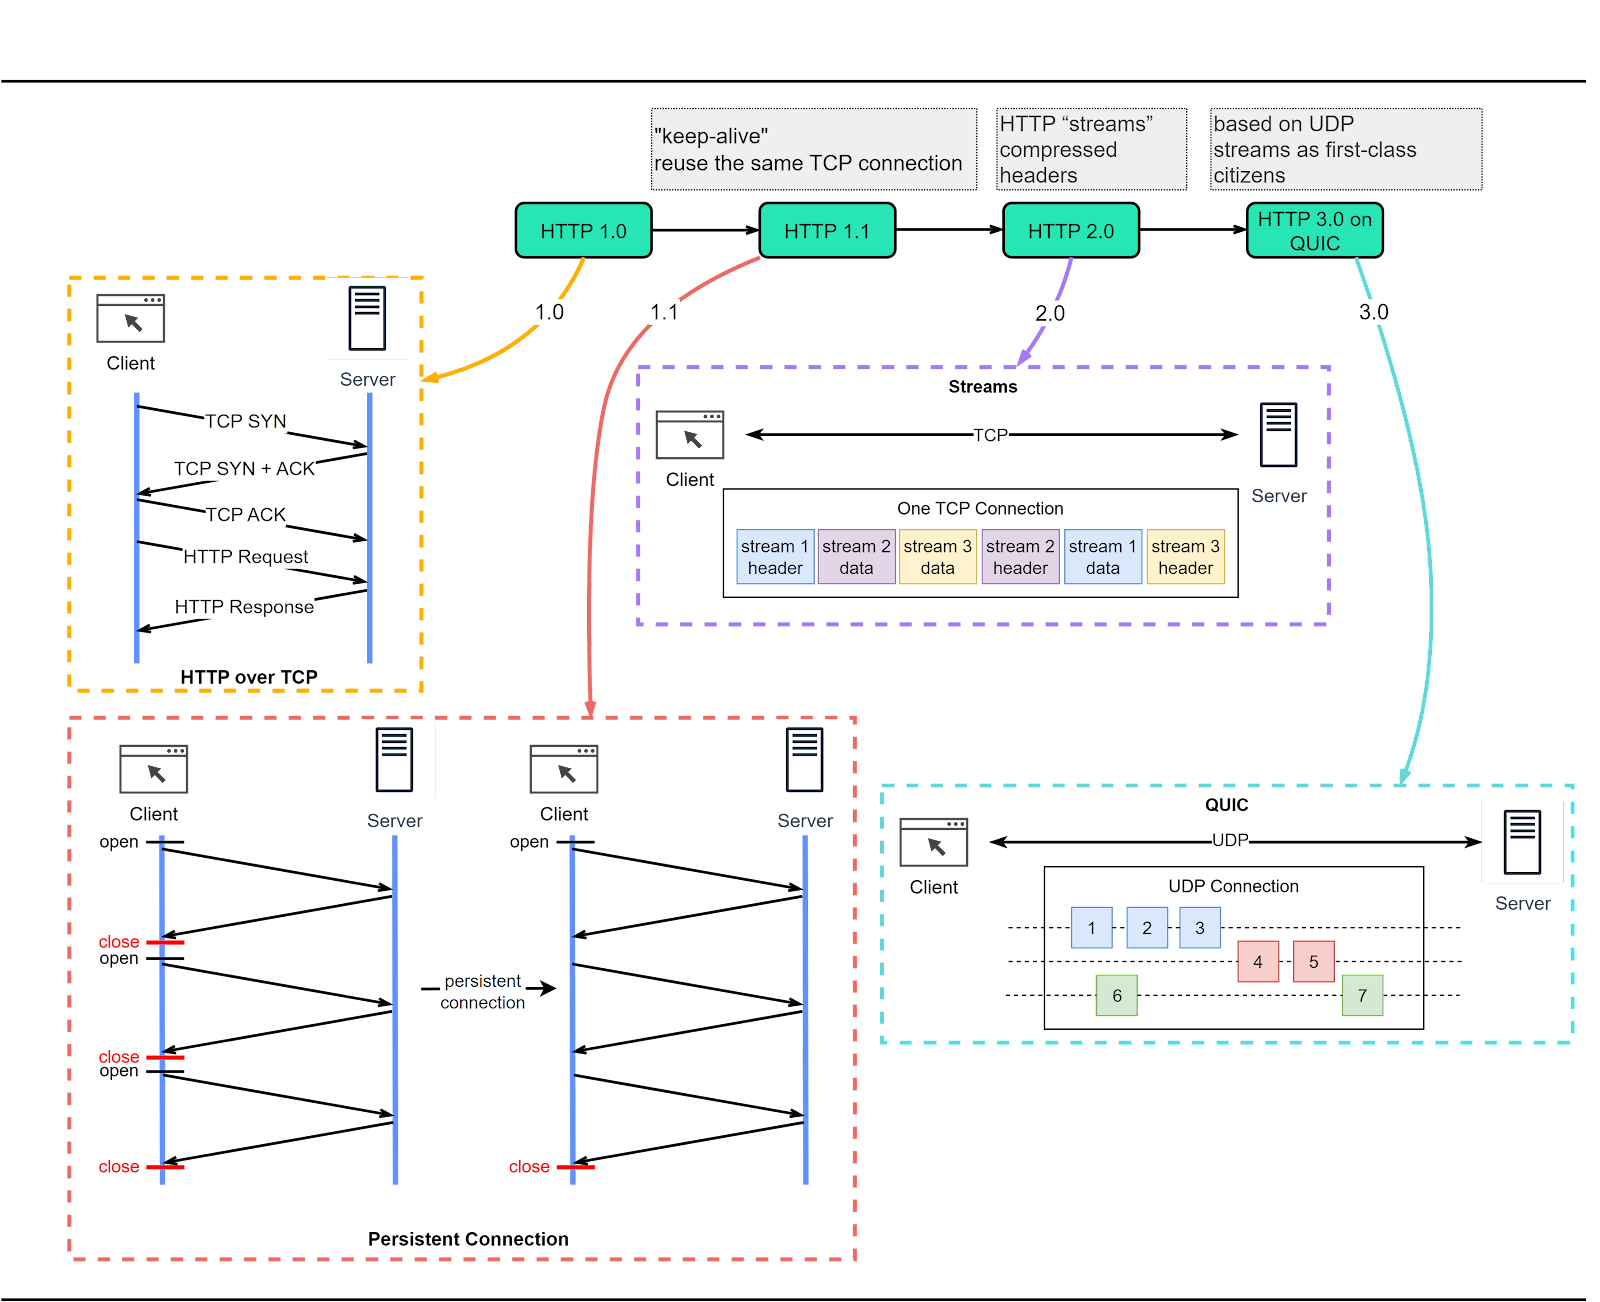 "keep-alive"
reuse the same TCP connection
HTTP “streams”
compressed
headers
based on UDP
streams as first-class
citizens
HTTP 1.0
HTTP 1.1
HTTP 2.0
HTTP 3.0 on
QUIC
1.0
1.1
2.0
3.0
Client
Server
TCP SYN
TCP SYN + ACK
TCP ACK
HTTP Request
HTTP Response
HTTP over TCP
Streams
TCP
Client
Server
One TCP Connection
stream 1
header
stream 2
data
stream 3
data
stream 2
header
stream 1
data
stream 3
header
Client
Server
open
close
open
close
open
close
persistent
connection
Client
Server
open
close
Persistent Connection
QUIC
UDP
Client
Server
UDP Connection
1
2
3
4
5
6
7